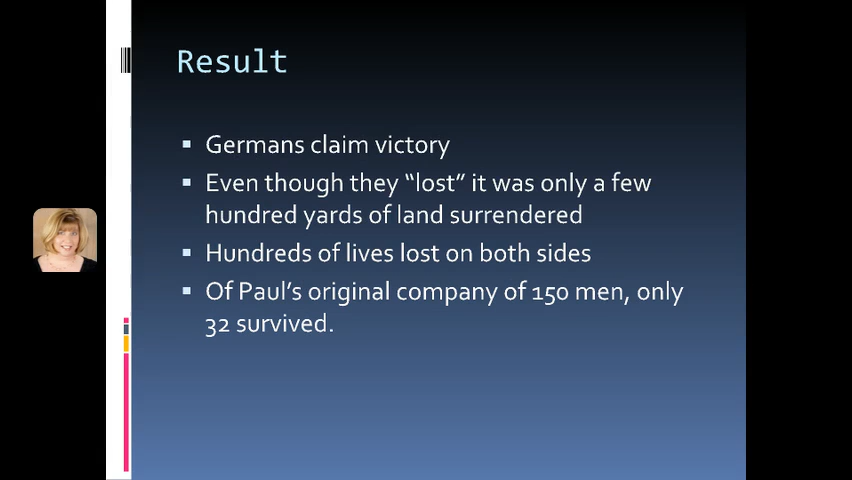 Result
▪ Germans claim victory
▪ Even though they “lost” it was only a few
hundred yards of land surrendered
▪ Hundreds of lives lost on both sides
▪ Of Paul’s original company of 150 men, only
32 survived.